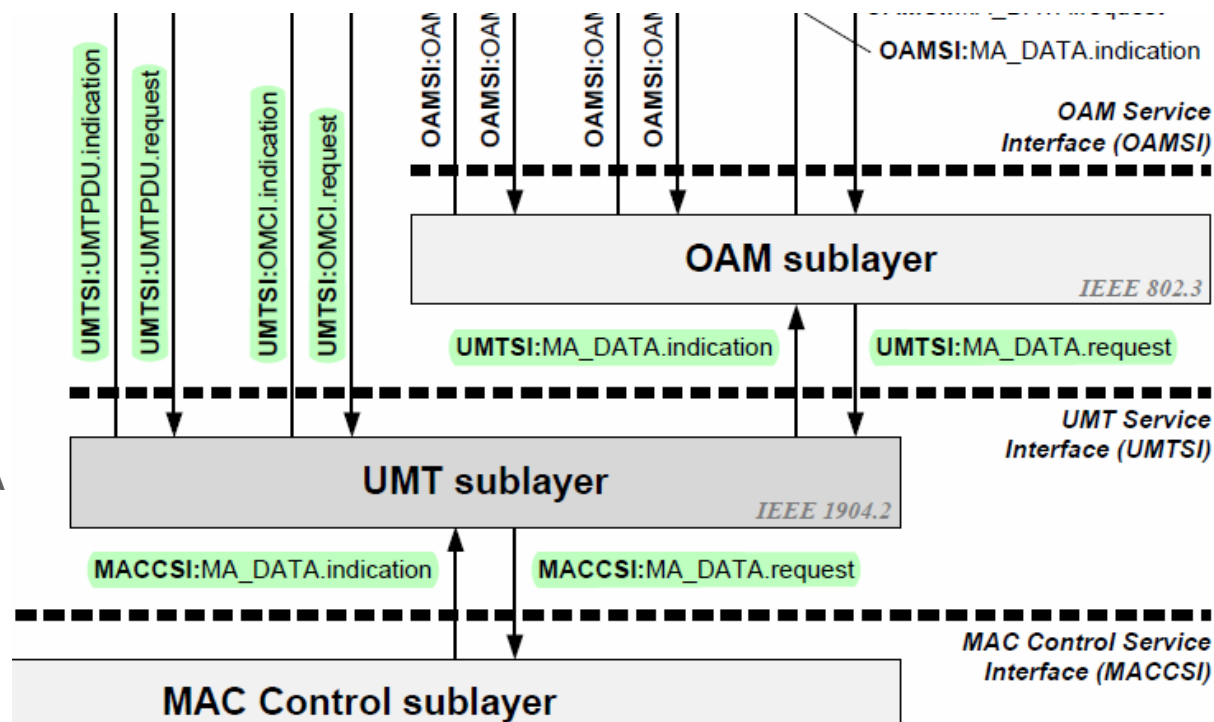 OAMSI:MA_DATA.indication
OAM Service
Interface (OAMSI)
UMTSI:UMTPDU.indication
UMTSI:UMTPDU.request
UMTSI:OMCI.indication
UMTSI:OMCI.request
OAMSI:OAM
OAMSI:OAM
OAMSI:OAM
OAMSI:OAM
OAM sublayer
IEEE 802.3
UMTSI:MA_DATA.indication
UMTSI:MA_DATA.request
UMT Service
Interface (UMTSI)
UMT sublayer
IEEE 1904.2
MACCSI:MA_DATA.indication
MACCSI:MA_DATA.request
MAC Control Service
Interface (MACCSI)
MAC Control sublayer